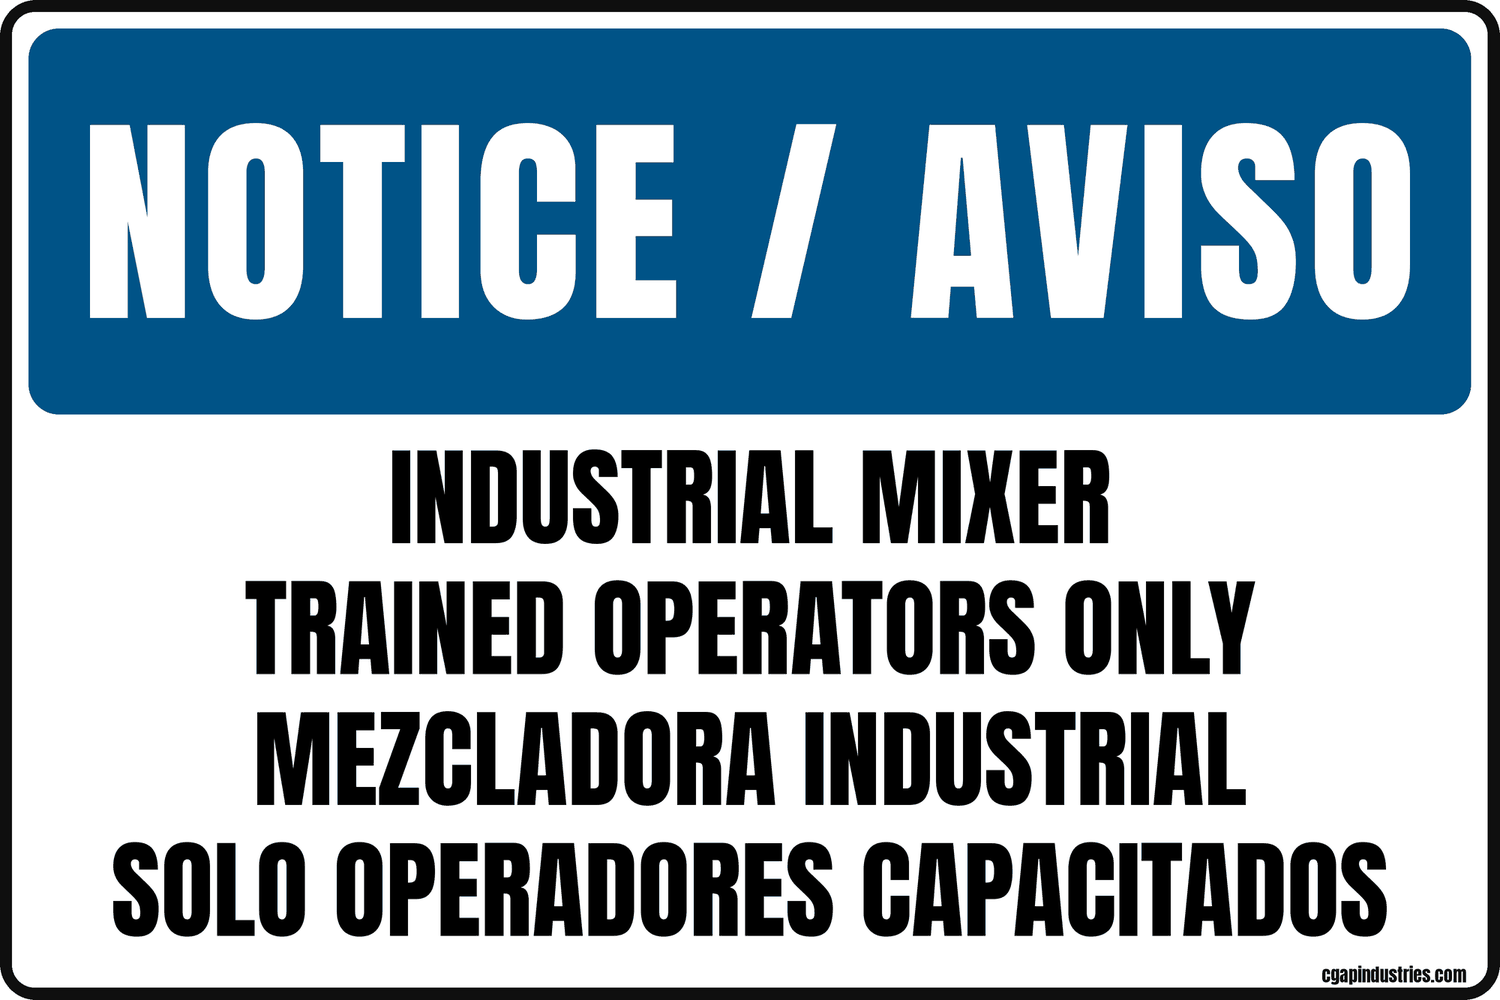 NOTICE / AVISO
INDUSTRIAL MIXER
TRAINED OPERATORS ONLY
MEZCLADORA INDUSTRIAL
SOLO OPERADORES CAPACITADOS
cgapindustries.com